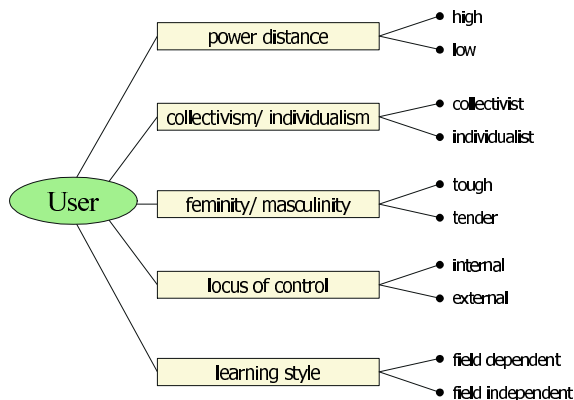 User
power distance
high
low
collectivism/ individualism
collectivist
individualist
feminity/ masculinity
tough
tender
locus of control
internal
external
learning style
field dependent
field independent